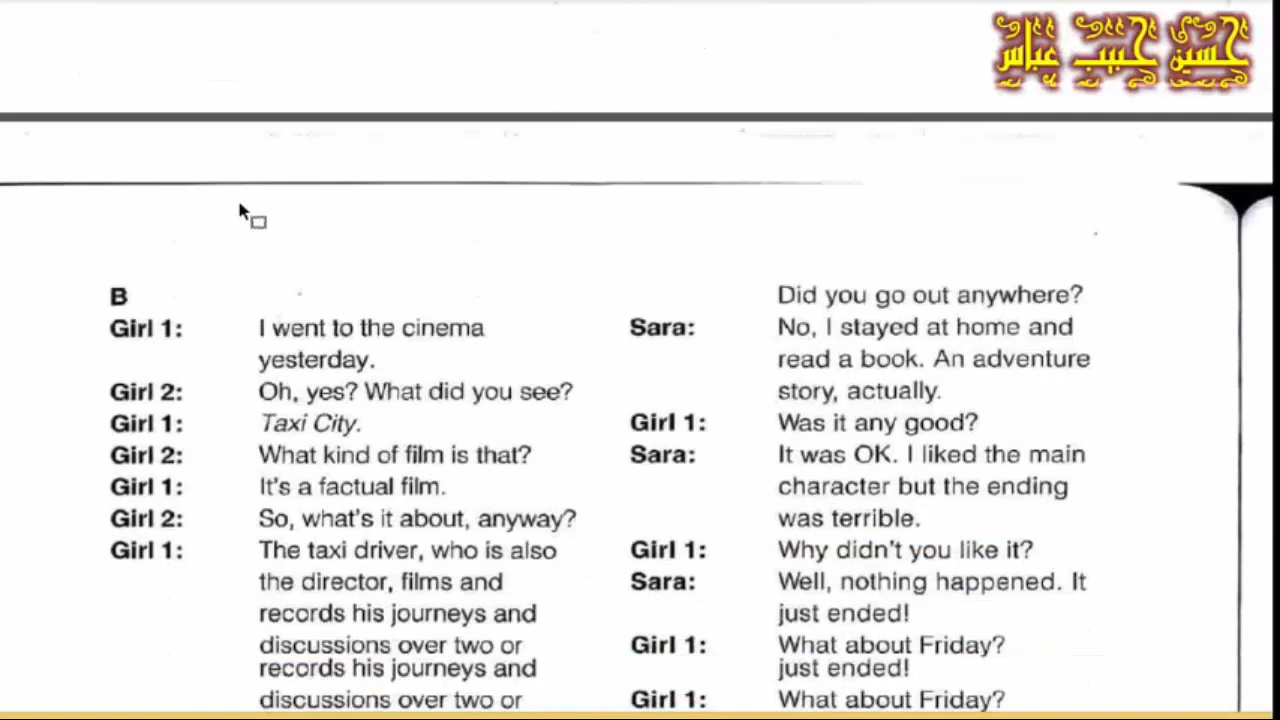 حسين حبيب عباس
B
Girl 1: I went to the cinema
yesterday.
Girl 2: Oh, yes? What did you see?
Girl 1: Taxi City.
Girl 2: What kind of film is that?
Girl 1: It's a factual film.
Girl 2: So, what's it about, anyway?
Girl 1: The taxi driver, who is also
the director, films and
records his journeys and
discussions over two or
records his journeys and
discussions over two or
Did you go out anywhere?
Sara: No, I stayed at home and
read a book. An adventure
story, actually.
Girl 1: Was it any good?
Sara: It was OK. I liked the main
character but the ending
was terrible.
Girl 1: Why didn't you like it?
Sara: Well, nothing happened. It
just ended!
Girl 1: What about Friday?
just ended!
Girl 1: What about Friday?